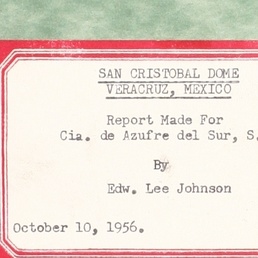 SAN CRISTOBAL DOME
VERACRUZ, MEXICO
Report Made For
Cia. de Azufre del Sur, S.
By
Edw. Lee Johnson
October 10, 1956.